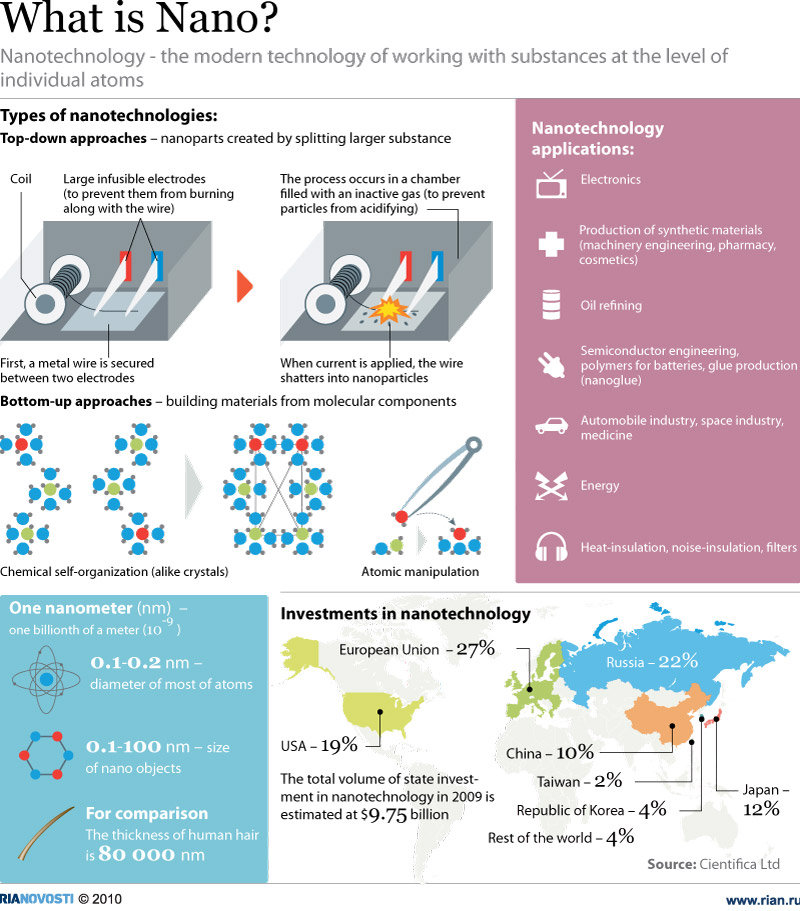 What is Nano?
Nanotechnology - the modern technology of working with substances at the level of
individual atoms
Types of nanotechnologies:
Top-down approaches – nanoparts created by splitting larger substance
Coil
Large infusible electrodes
(to prevent them from burning
along with the wire)
The process occurs in a chamber
filled with an inactive gas (to prevent
particles from acidifying)
First, a metal wire is secured
between two electrodes
When current is applied, the wire
shatters into nanoparticles
Bottom-up approaches – building materials from molecular components
Chemical self-organization (alike crystals)
Atomic manipulation
Nanotechnology
applications:
Electronics
Production of synthetic materials
(machinery engineering, pharmacy,
cosmetics)
Oil refining
Semiconductor engineering,
polymers for batteries, glue production
(nanoglue)
Automobile industry, space industry,
medicine
Energy
Heat-insulation, noise-insulation, filters
One nanometer (nm) –
one billionth of a meter (10⁻⁹)
0.1-0.2 nm –
diameter of most of atoms
0.1-100 nm – size
of nano objects
For comparison
The thickness of human hair
is 80 000 nm
Investments in nanotechnology
European Union – 27%
Russia – 22%
USA – 19%
China – 10%
Taiwan – 2%
Japan –
12%
Republic of Korea – 4%
Rest of the world – 4%
The total volume of state invest-
ment in nanotechnology in 2009 is
estimated at $9.75 billion
Source: Cientifica Ltd
RIANOVOSTI © 2010
www.rian.ru